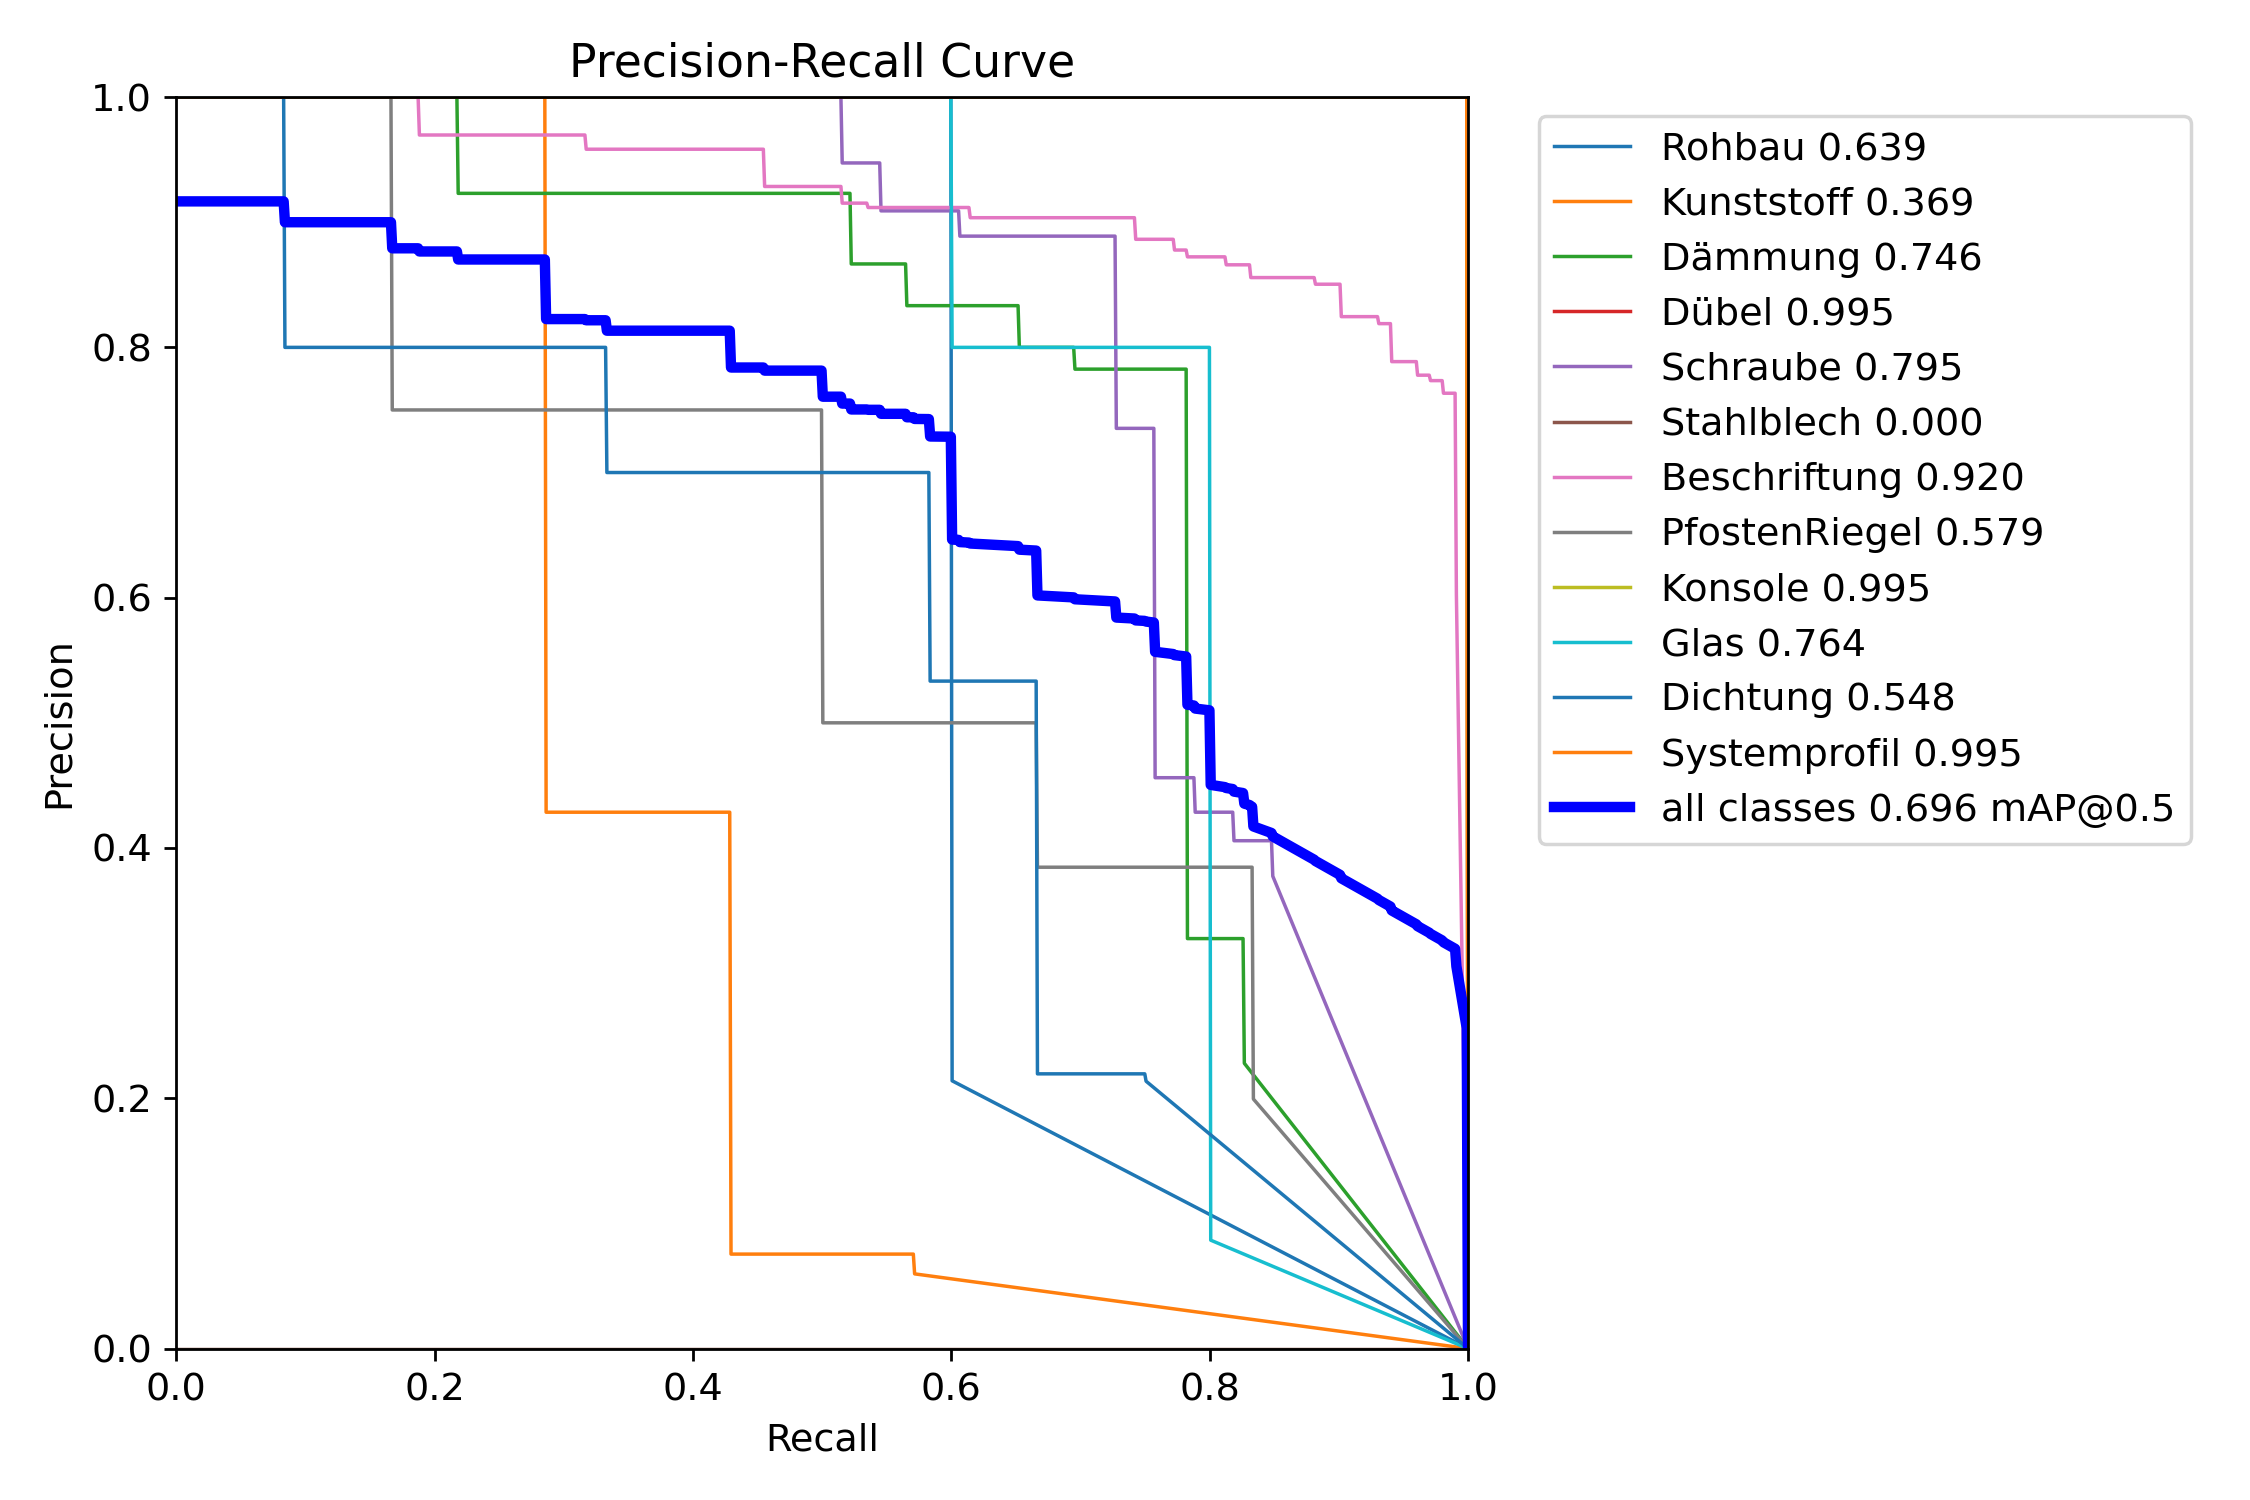 Precision-Recall Curve
1.0
0.8
0.6
0.4
0.2
0.0
Precision
0.0 0.2 0.4 0.6 0.8 1.0
Recall
Rohbau 0.639
Kunststoff 0.369
Dämmung 0.746
Dübel 0.995
Schraube 0.795
Stahlblech 0.000
Beschriftung 0.920
PfostenRiegel 0.579
Konsole 0.995
Glas 0.764
Dichtung 0.548
Systemprofil 0.995
all classes 0.696 mAP@0.5